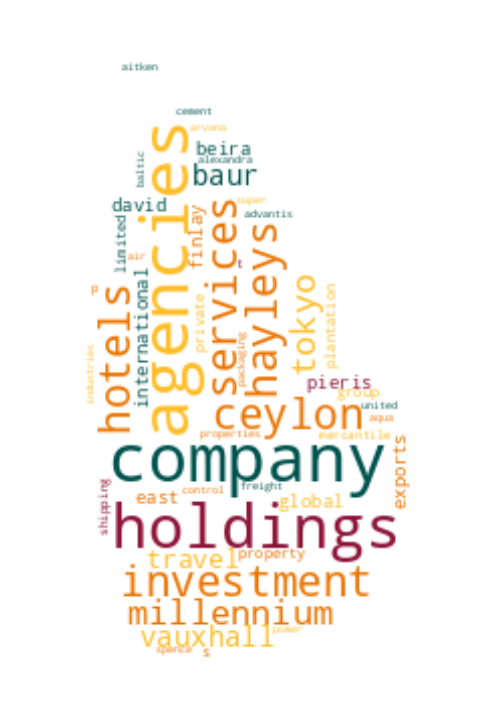 aitken
cement
arvana
agencies
baltic
beira
alexandra
baur
david
super
advantis
limited
finlay
services
hayleys
air
t
p
international
hotels
tokyo
plantation
private
packaging
industries
pieris
group
united
ceylon
aqua
properties
mercantile
company
exports
shipping
east
control
freight
global
holdings
travel
property
investment
millennium
vauxhall
power
spence
s